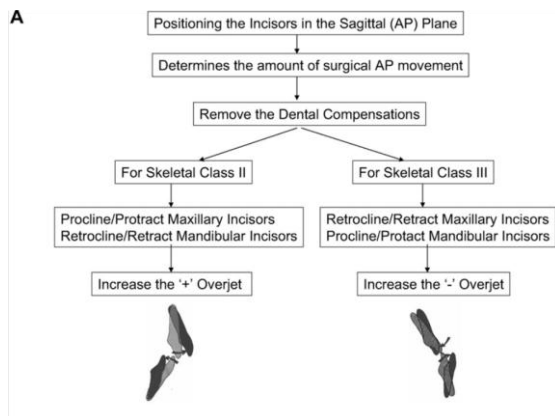 A
Positioning the Incisors in the Sagittal (AP) Plane
Determines the amount of surgical AP movement
Remove the Dental Compensations
For Skeletal Class II
For Skeletal Class III
Procline/Protract Maxillary Incisors
Retrocline/Retract Mandibular Incisors
Retrocline/Retract Maxillary Incisors
Procline/Protact Mandibular Incisors
Increase the ‘+’ Overjet
Increase the ‘-’ Overjet